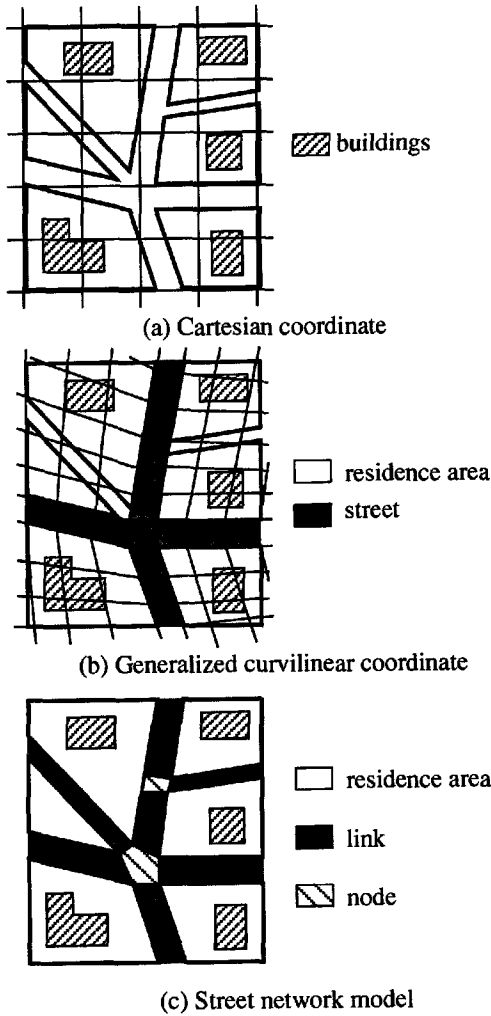 buildings
(a) Cartesian coordinate
residence area
street
(b) Generalized curvilinear coordinate
residence area
link
node
(c) Street network model